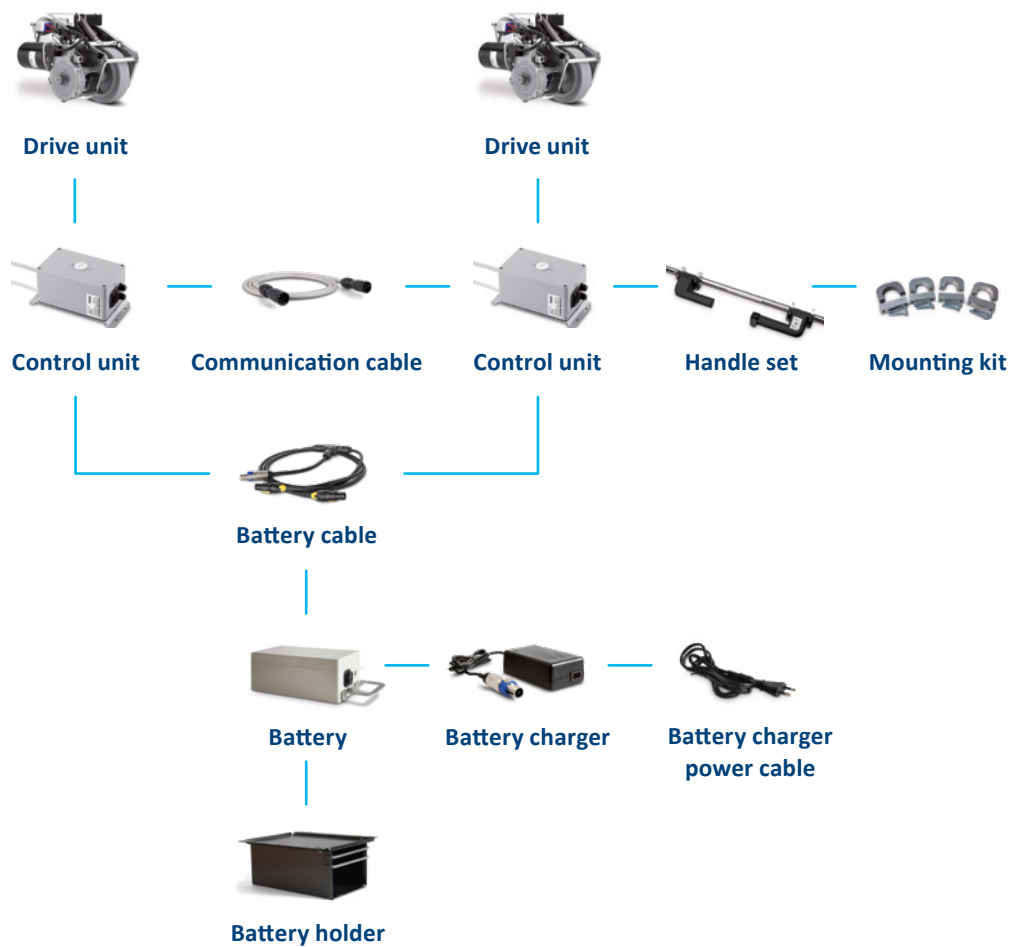 Drive unit
Drive unit
Control unit
Communication cable
Control unit
Handle set
Mounting kit
Battery cable
Battery
Battery charger
Battery charger
power cable
Battery holder